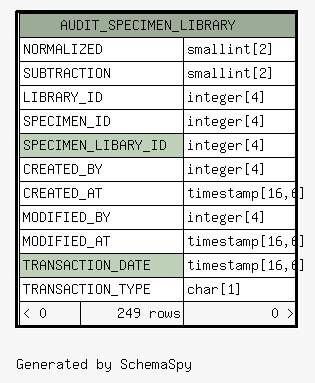 AUDIT_SPECIMEN_LIBRARY
NORMALIZED smallint[2]
SUBTRACTION smallint[2]
LIBRARY_ID integer[4]
SPECIMEN_ID integer[4]
SPECIMEN_LIBARY_ID integer[4]
CREATED_BY integer[4]
CREATED_AT timestamp[16,6]
MODIFIED_BY integer[4]
MODIFIED_AT timestamp[16,6]
TRANSACTION_DATE timestamp[16,6]
TRANSACTION_TYPE char[1]
< 0 249 rows 0 >
Generated by SchemaSpy